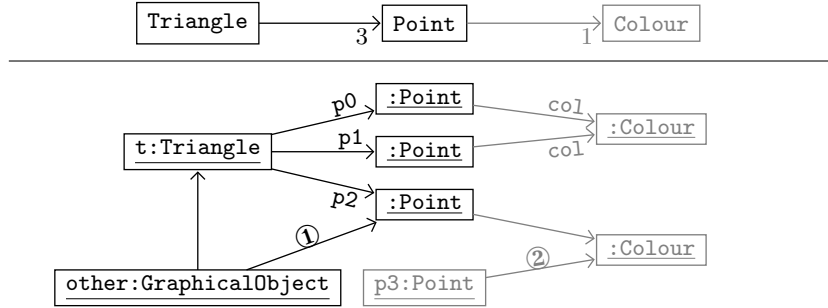 Triangle
3
Point
1
Colour
p0
:Point
col
t:Triangle
p1
:Point
col
:Colour
p2
:Point
①
②
:Colour
other:GraphicalObject
p3:Point